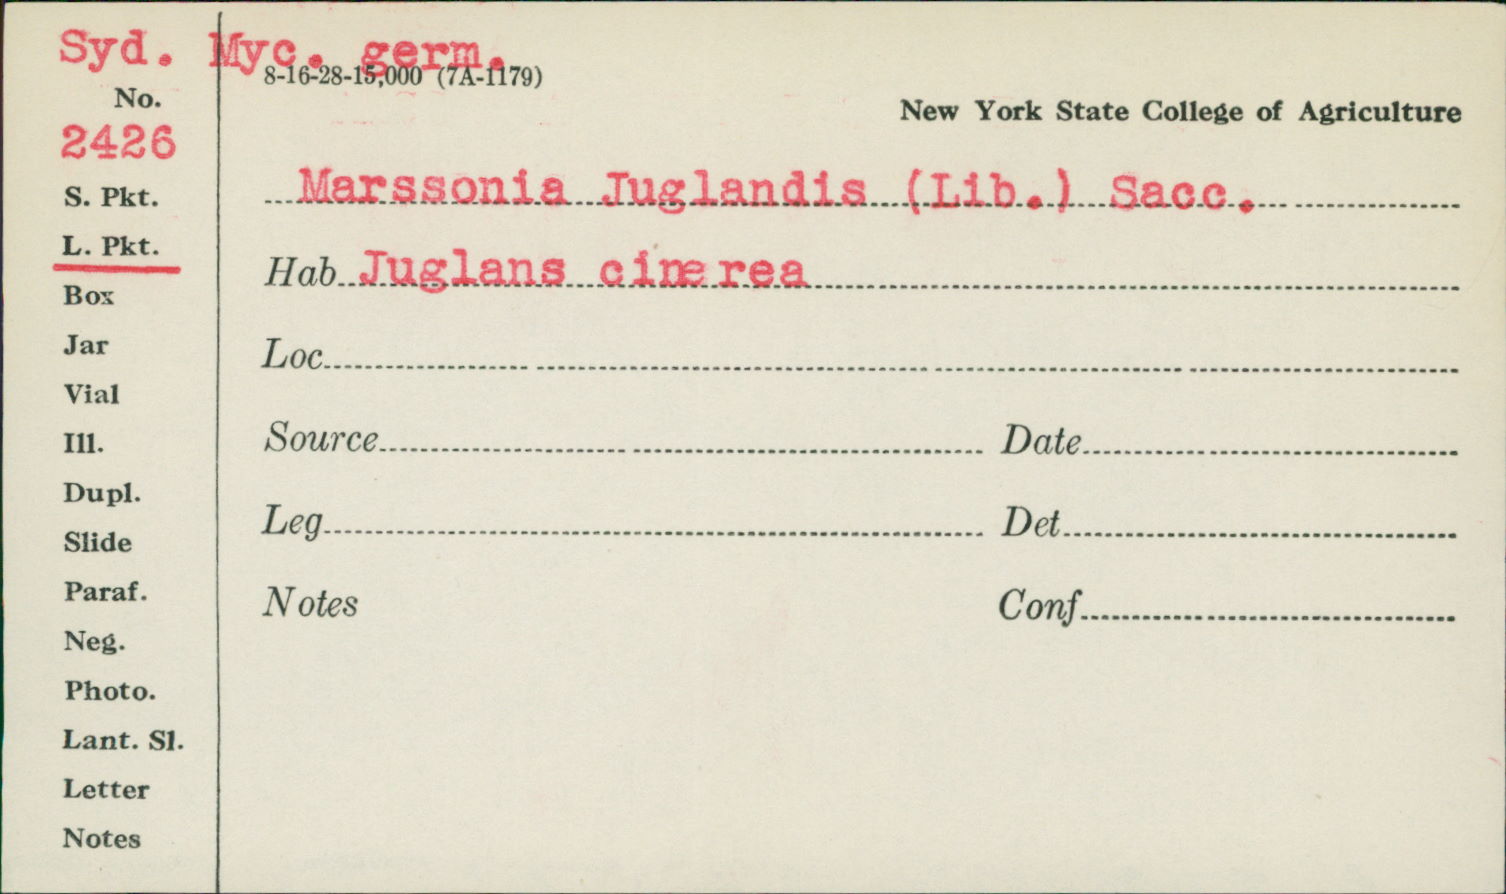 Syd. Myc. germ.
8-16-28-15,000 (7A-1179)
No.
New York State College of Agriculture
2426
S. Pkt.
Marssonia Juglandis (Lib.) Sacc.
L. Pkt.
Hab. Juglans cinerea
Box
Jar
Loc.
Vial
Ill.
Source
Date
Dupl.
Slide
Leg.
Det.
Paraf.
Notes
Conf.
Neg.
Photo.
Lant. Sl.
Letter
Notes